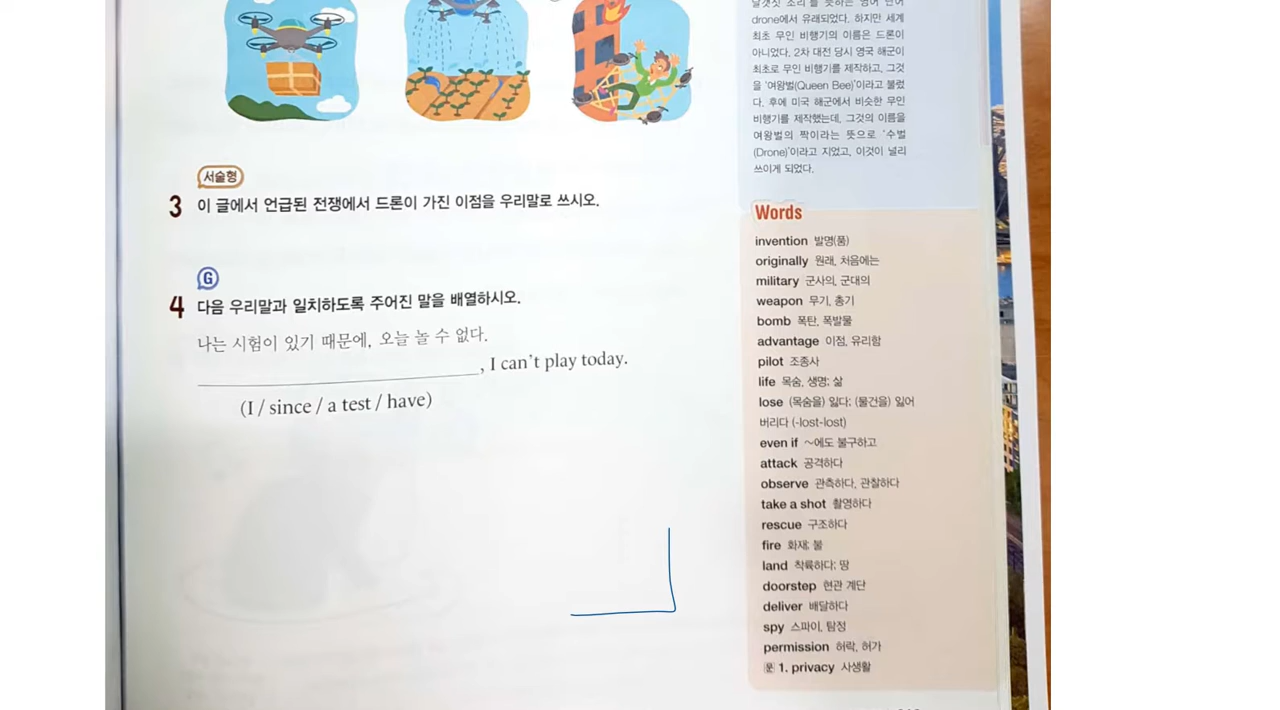 drone에서 유래되었다. 하지만 세계
최초 무인 비행기의 이름은 드론이
아니었다. 2차 대전 당시 영국 해군이
최초로 무인 비행기를 제작하고, 그것
을 '여왕벌(Queen Bee)'이라고 불렀
다. 후에 미국 해군에서 비슷한 무인
비행기를 제작했는데, 그것의 이름을
여왕벌의 짝이라는 뜻으로 '수벌
(Drone)'이라고 지었고, 이것이 널리
쓰이게 되었다.
서술형
3 이 글에서 언급된 전쟁에서 드론이 가진 이점을 우리말로 쓰시오.
G
4 다음 우리말과 일치하도록 주어진 말을 배열하시오.
나는 시험이 있기 때문에, 오늘 놀 수 없다.
, I can't play today.
(I / since / a test / have)
Words
invention 발명(품)
originally 원래, 처음에는
military 군사의, 군대의
weapon 무기, 총기
bomb 폭탄, 폭발물
advantage 이점, 유리함
pilot 조종사
life 목숨, 생명; 삶
lose (목숨을) 잃다; (물건을) 잃어
버리다 (-lost-lost)
even if ~에도 불구하고
attack 공격하다
observe 관측하다, 관찰하다
take a shot 촬영하다
rescue 구조하다
fire 화재; 불
land 착륙하다; 땅
doorstep 현관 계단
deliver 배달하다
spy 스파이, 탐정
permission 허락, 허가
문 1. privacy 사생활